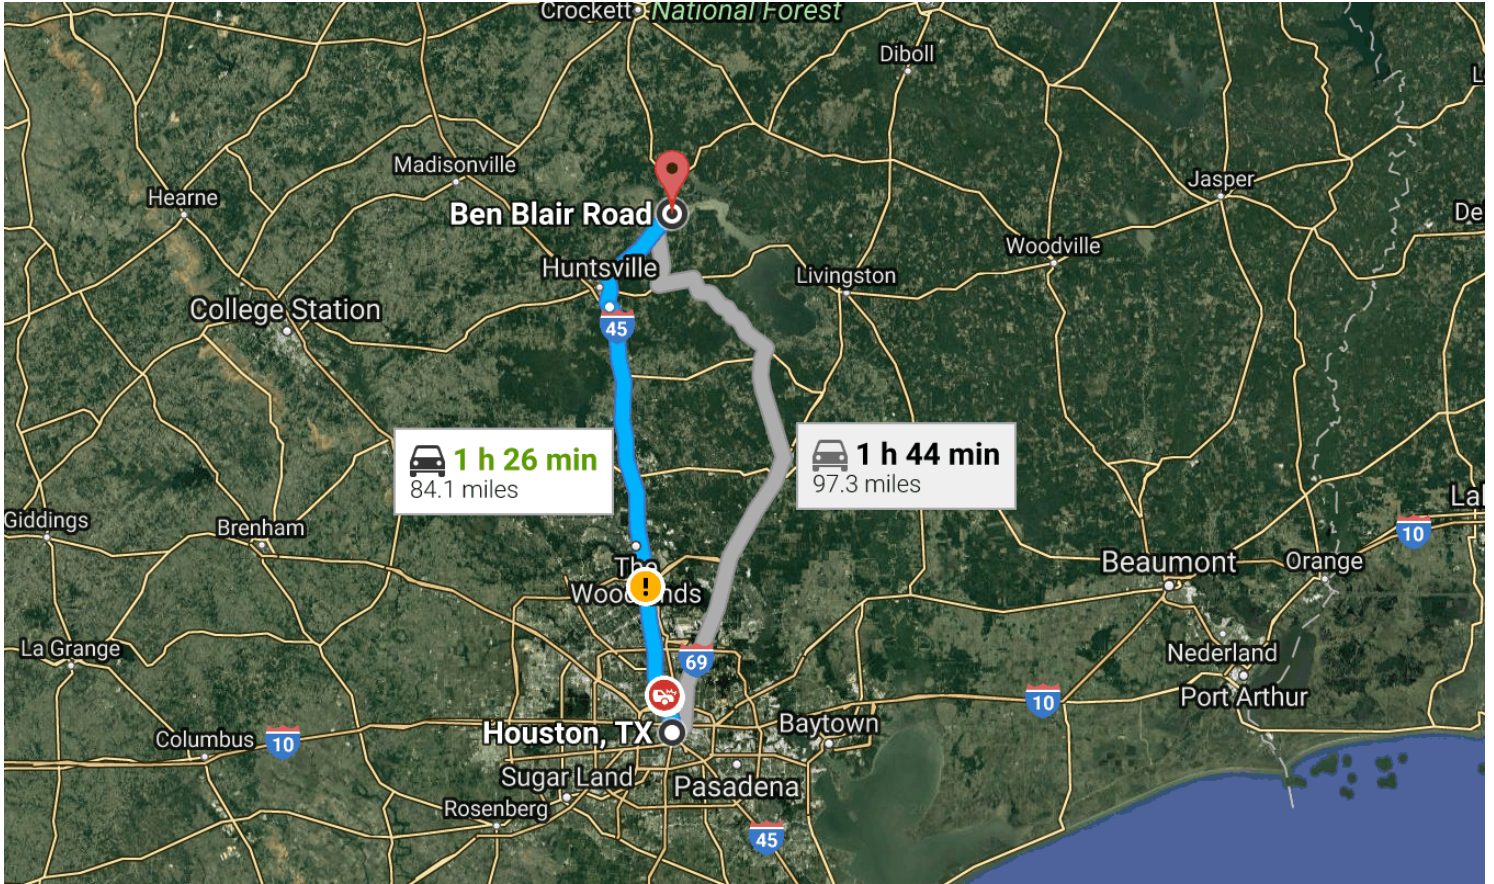 Crockett
National Forest
Diboll
Madisonville
Hearne
Jasper
Ben Blair Road
De
Woodville
Huntsville
Livingston
College Station
45
1 h 26 min
84.1 miles
1 h 44 min
97.3 miles
Giddings
Brenham
La
10
The
Woodlands
Beaumont
Orange
La Grange
69
Nederland
Port Arthur
10
Houston, TX
Baytown
Columbus
10
Sugar Land
Pasadena
Rosenberg
45